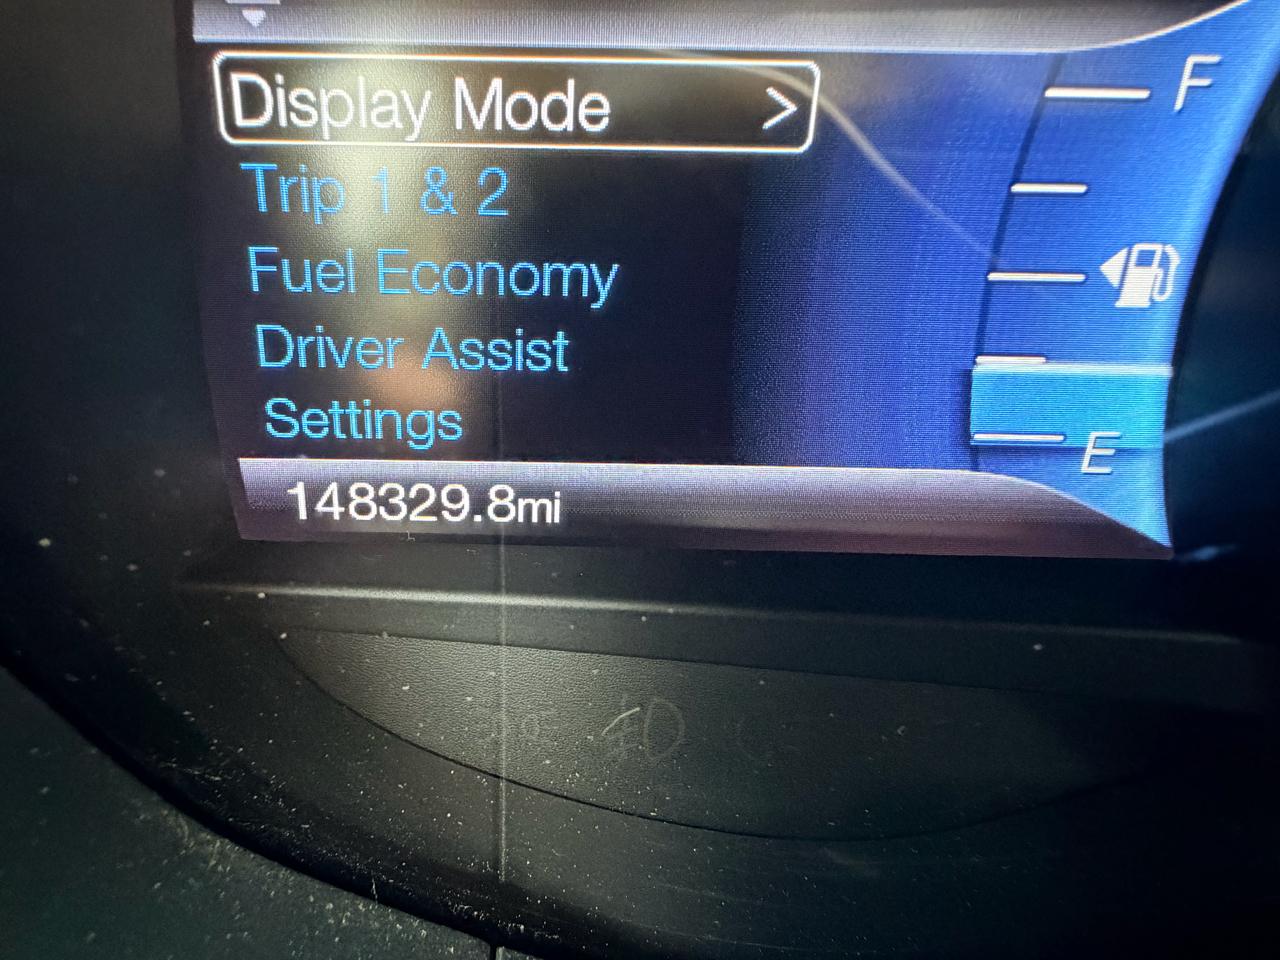 Display Mode >
F
Trip 1 & 2
Fuel Economy
Driver Assist
Settings
E
148329.8mi